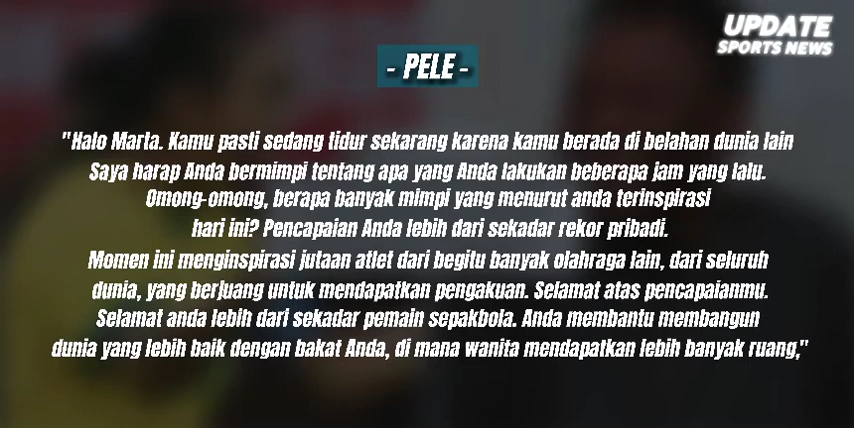 UPDATE
SPORTS NEWS
- PELE -
"Halo Marta. Kamu pasti sedang tidur sekarang karena kamu berada di belahan dunia lain
Saya harap Anda bermimpi tentang apa yang Anda lakukan beberapa jam yang lalu.
Omong-omong, berapa banyak mimpi yang menurut anda terinspirasi
hari ini? Pencapaian Anda lebih dari sekadar rekor pribadi.
Momen ini menginspirasi jutaan atlet dari begitu banyak olahraga lain, dari seluruh
dunia, yang berjuang untuk mendapatkan pengakuan. Selamat atas pencapaianmu.
Selamat anda lebih dari sekadar pemain sepakbola. Anda membantu membangun
dunia yang lebih baik dengan bakat Anda, di mana wanita mendapatkan lebih banyak ruang,"